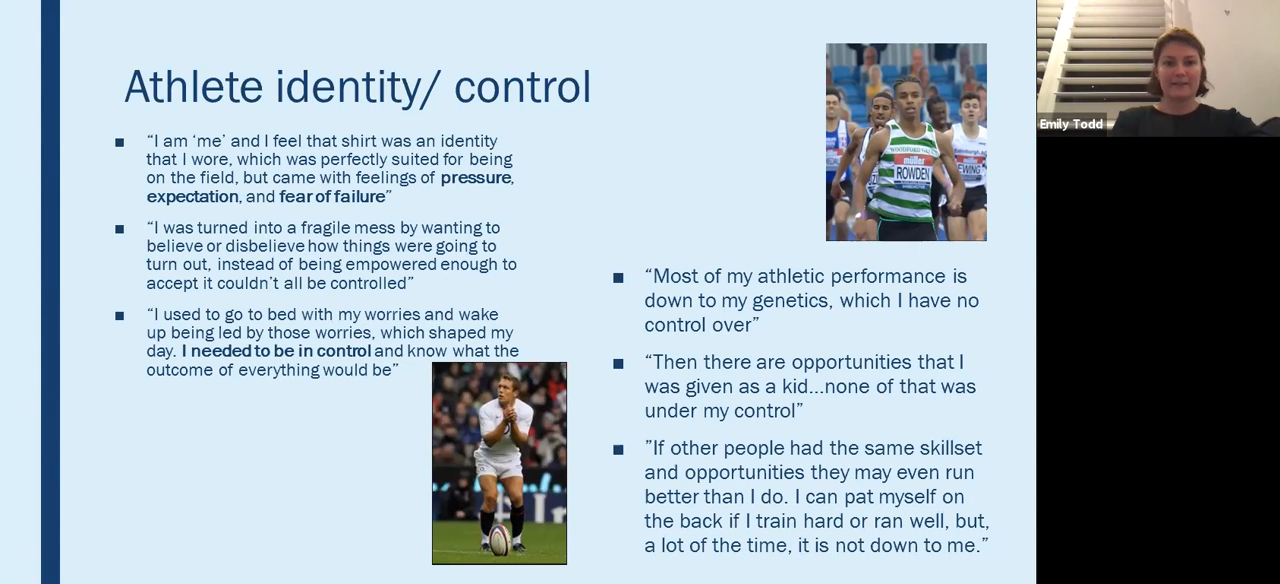 Athlete identity/ control
“I am ‘me’ and I feel that shirt was an identity
that I wore, which was perfectly suited for being
on the field, but came with feelings of pressure,
expectation, and fear of failure”
“I was turned into a fragile mess by wanting to
believe or disbelieve how things were going to
turn out, instead of being empowered enough to
accept it couldn’t all be controlled”
“I used to go to bed with my worries and wake
up being led by those worries, which shaped my
day. I needed to be in control and know what the
outcome of everything would be”
müller
ROWDEN
EWING
“Most of my athletic performance is
down to my genetics, which I have no
control over”
“Then there are opportunities that I
was given as a kid...none of that was
under my control”
”If other people had the same skillset
and opportunities they may even run
better than I do. I can pat myself on
the back if I train hard or ran well, but,
a lot of the time, it is not down to me.”
Emily Todd